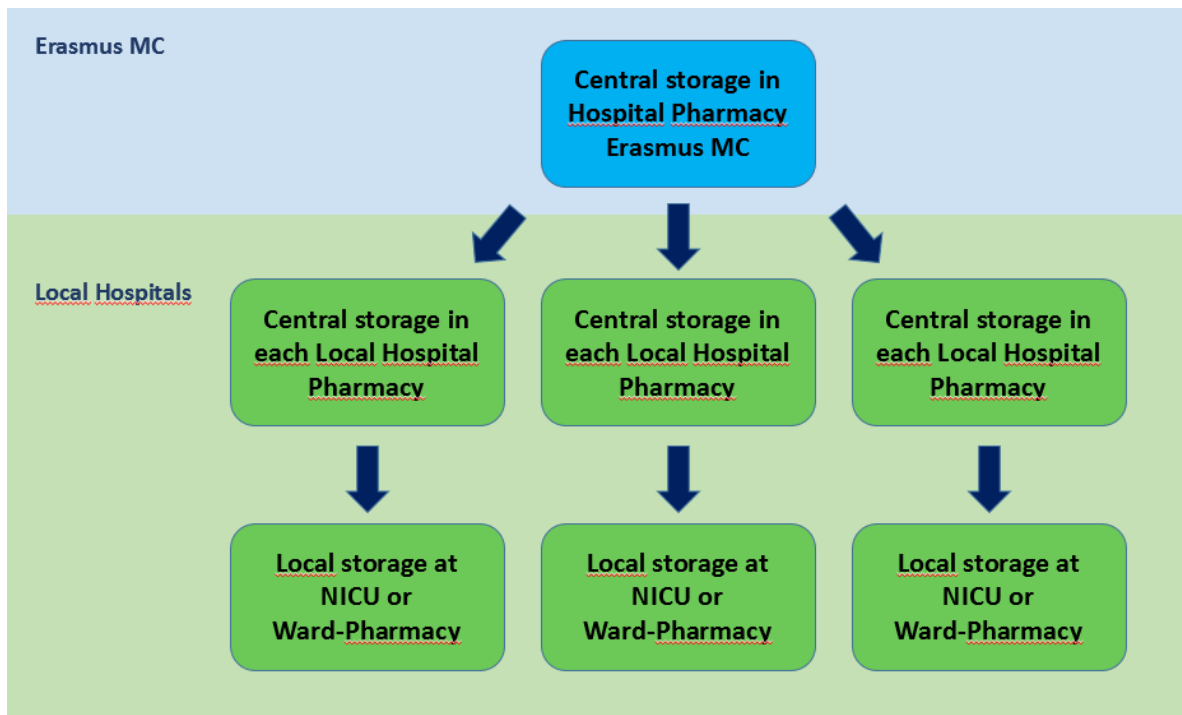 Erasmus MC
Central storage in
Hospital Pharmacy
Erasmus MC
Local Hospitals
Central storage in
each Local Hospital
Pharmacy
Central storage in
each Local Hospital
Pharmacy
Central storage in
each Local Hospital
Pharmacy
Local storage at
NICU or
Ward-Pharmacy
Local storage at
NICU or
Ward-Pharmacy
Local storage at
NICU or
Ward-Pharmacy